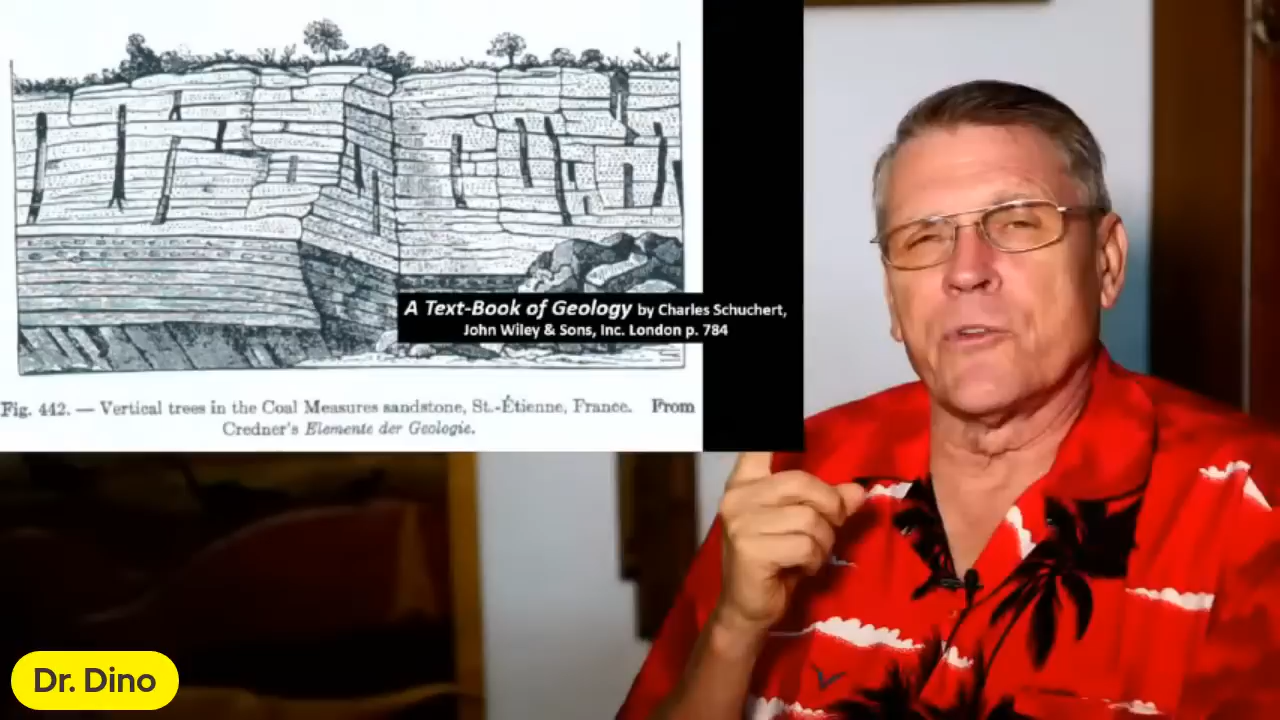 A Text-Book of Geology by Charles Schuchert,
John Wiley & Sons, Inc. London p. 784
Fig. 442. — Vertical trees in the Coal Measures sandstone, St.-Étienne, France. From
Credner's Elemente der Geologie.
Dr. Dino